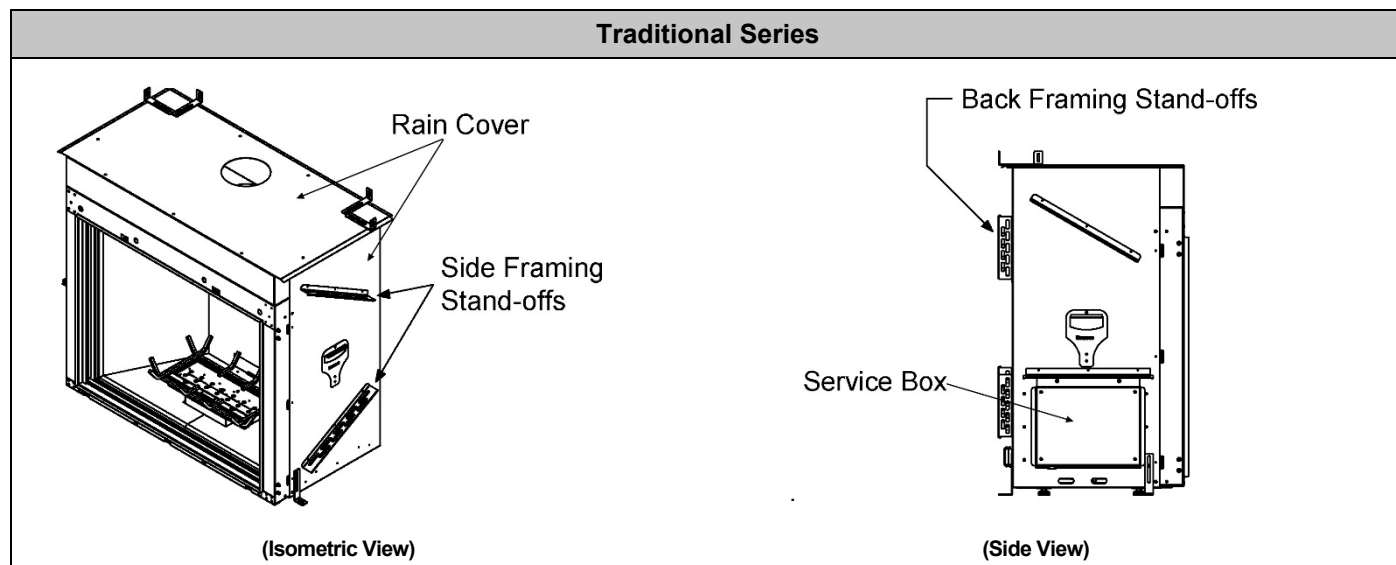 Traditional Series
Rain Cover
Side Framing
Stand-offs
(Isometric View)
Back Framing Stand-offs
Service Box
(Side View)